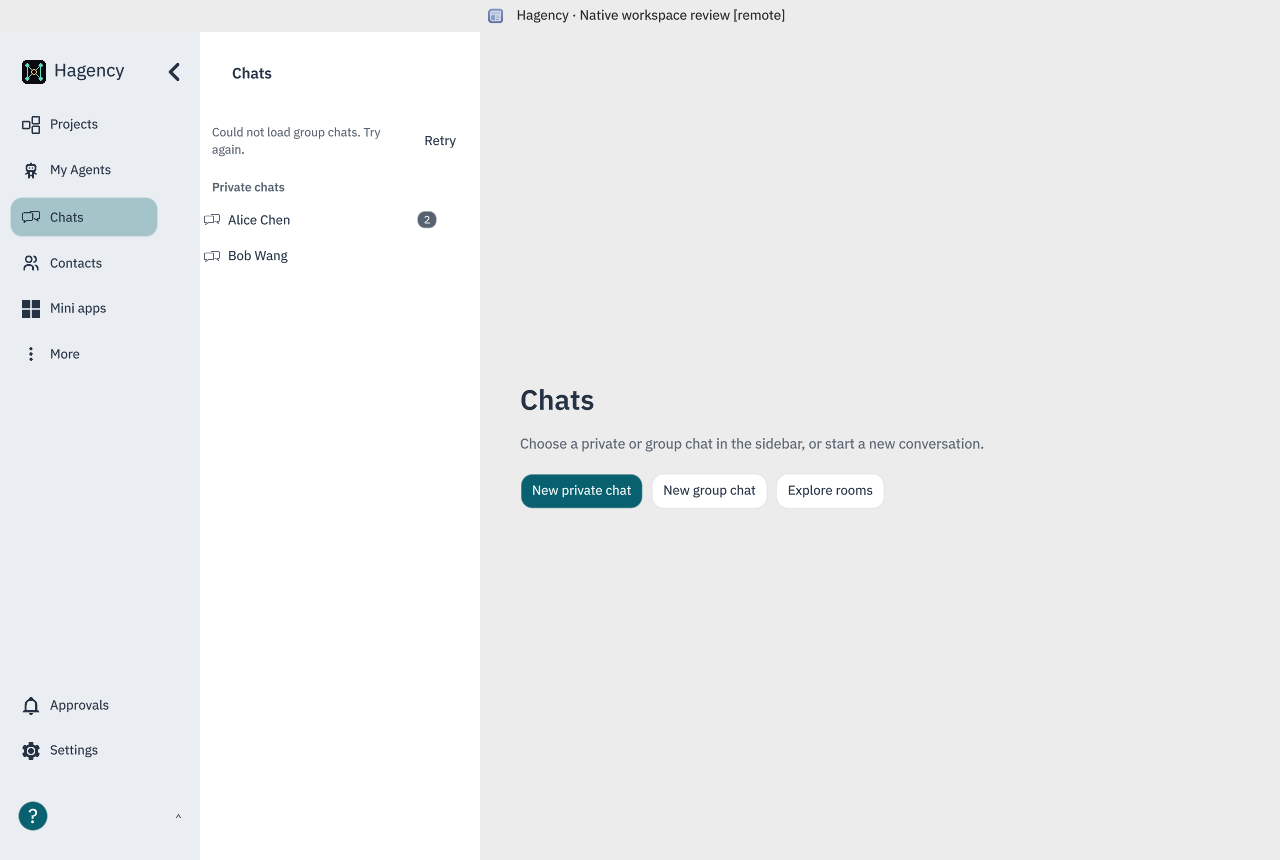 Hagency · Native workspace review [remote]
Hagency
Projects
My Agents
Chats
Contacts
Mini apps
More
Approvals
Settings
?
Chats
Could not load group chats. Try
again.
Retry
Private chats
Alice Chen
2
Bob Wang
Chats
Choose a private or group chat in the sidebar, or start a new conversation.
New private chat
New group chat
Explore rooms